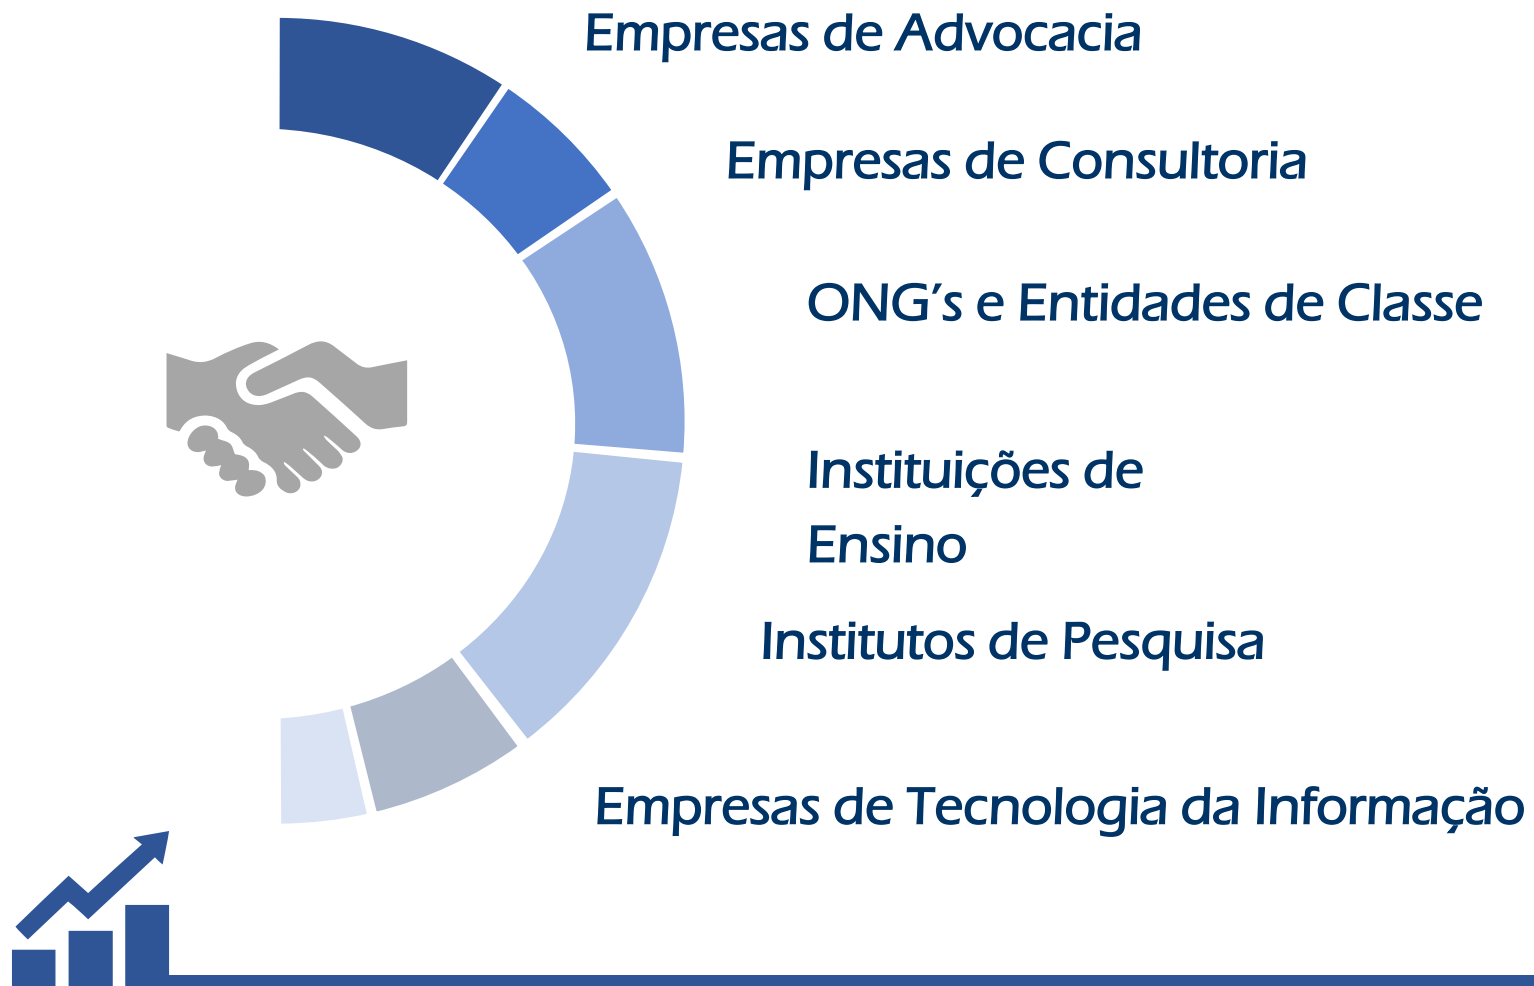 Empresas de Advocacia
Empresas de Consultoria
ONG's e Entidades de Classe
Instituições de
Ensino
Institutos de Pesquisa
Empresas de Tecnologia da Informação